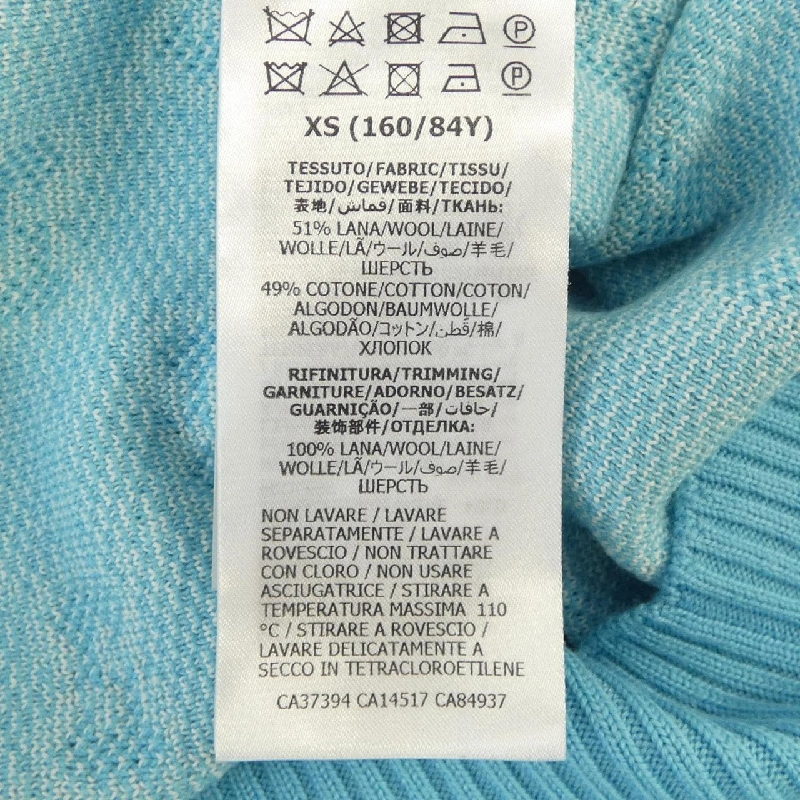 P
P
XS (160/84Y)
TESSUTO/FABRIC/TISSU/
TEJIDO/GEWEBE/TECIDO/
表地/قماش/面料/ТКАНЬ:
51% LANA/WOOL/LAINE/
WOLLE/LÃ/ウール/صوف/羊毛/
ШЕРСТЬ
49% COTONE/COTTON/COTON/
ALGODON/BAUMWOLLE/
ALGODÃO/コットン/قطن/棉/
ХЛОПОК
RIFINITURA/TRIMMING/
GARNITURE/ADORNO/BESATZ/
GUARNIÇÃO/一部/حافات/
装饰部件/ОТДЕЛКА:
100% LANA/WOOL/LAINE/
WOLLE/LÃ/ウール/صوف/羊毛/
ШЕРСТЬ
NON LAVARE / LAVARE
SEPARATAMENTE / LAVARE A
ROVESCIO / NON TRATTARE
CON CLORO / NON USARE
ASCIUGATRICE / STIRARE A
TEMPERATURA MASSIMA 110
°C / STIRARE A ROVESCIO /
LAVARE DELICATAMENTE A
SECCO IN TETRACLOROETILENE
CA37394 CA14517 CA84937